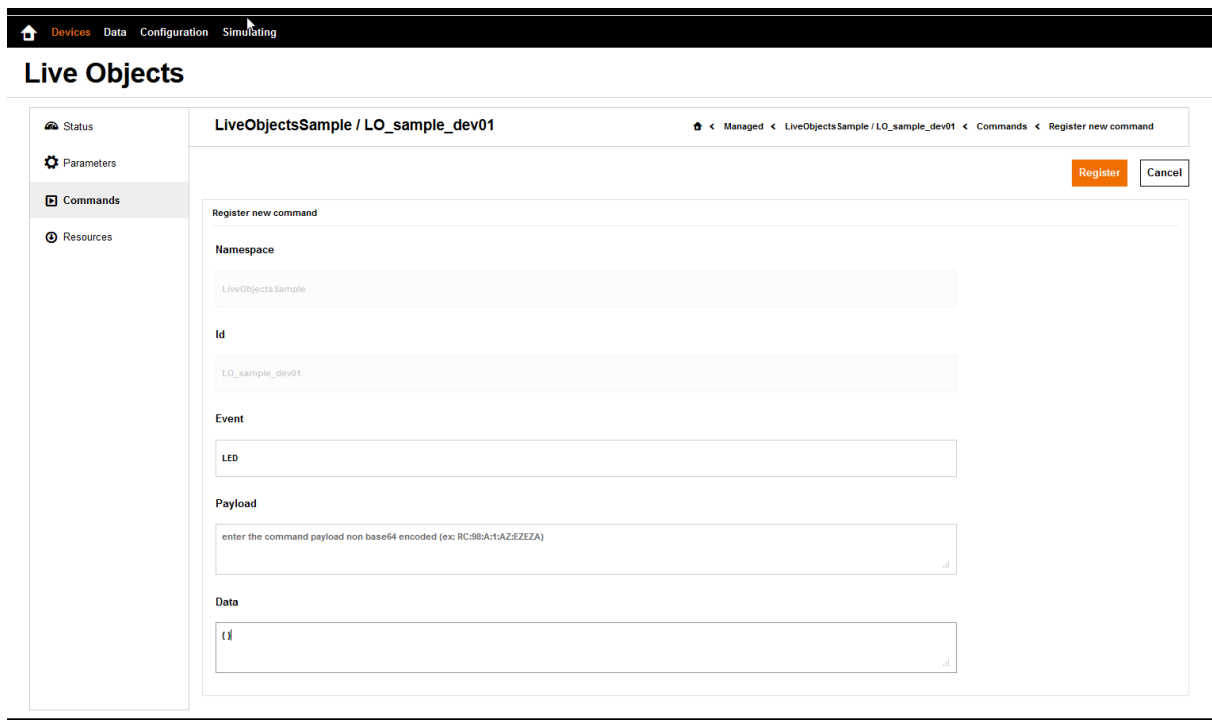 Devices Data Configuration Simulating
Live Objects
Status
Parameters
Commands
Resources
LiveObjectsSample / LO_sample_dev01
Managed < LiveObjectsSample / LO_sample_dev01 < Commands < Register new command
Register Cancel
Register new command
Namespace
LiveObjectsSample
Id
LO_sample_dev01
Event
LED
Payload
enter the command payload non base64 encoded (ex: RC:98:A:1:AZ:EZEZA)
Data
{ }